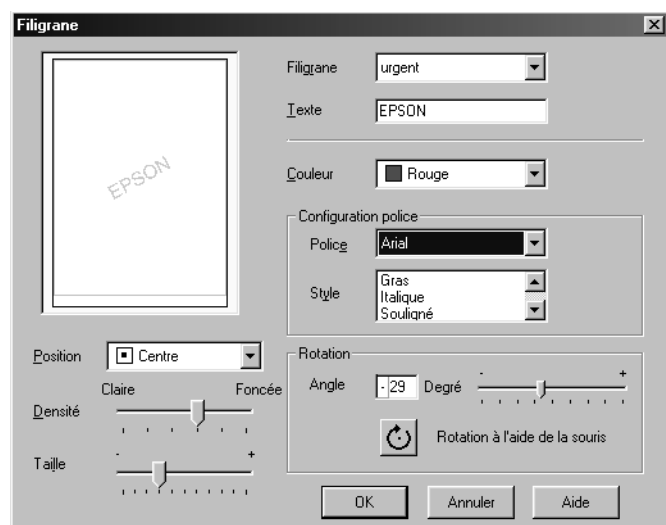 Filigrane
EPSON
Filigrane urgent
Texte EPSON
Couleur Rouge
Configuration police
Police Arial
Style Gras
Italique
Souligné
Position Centre
Claire Foncée
Densité
Taille - +
Rotation
- +
Angle -29 Degré
Rotation à l'aide de la souris
OK Annuler Aide